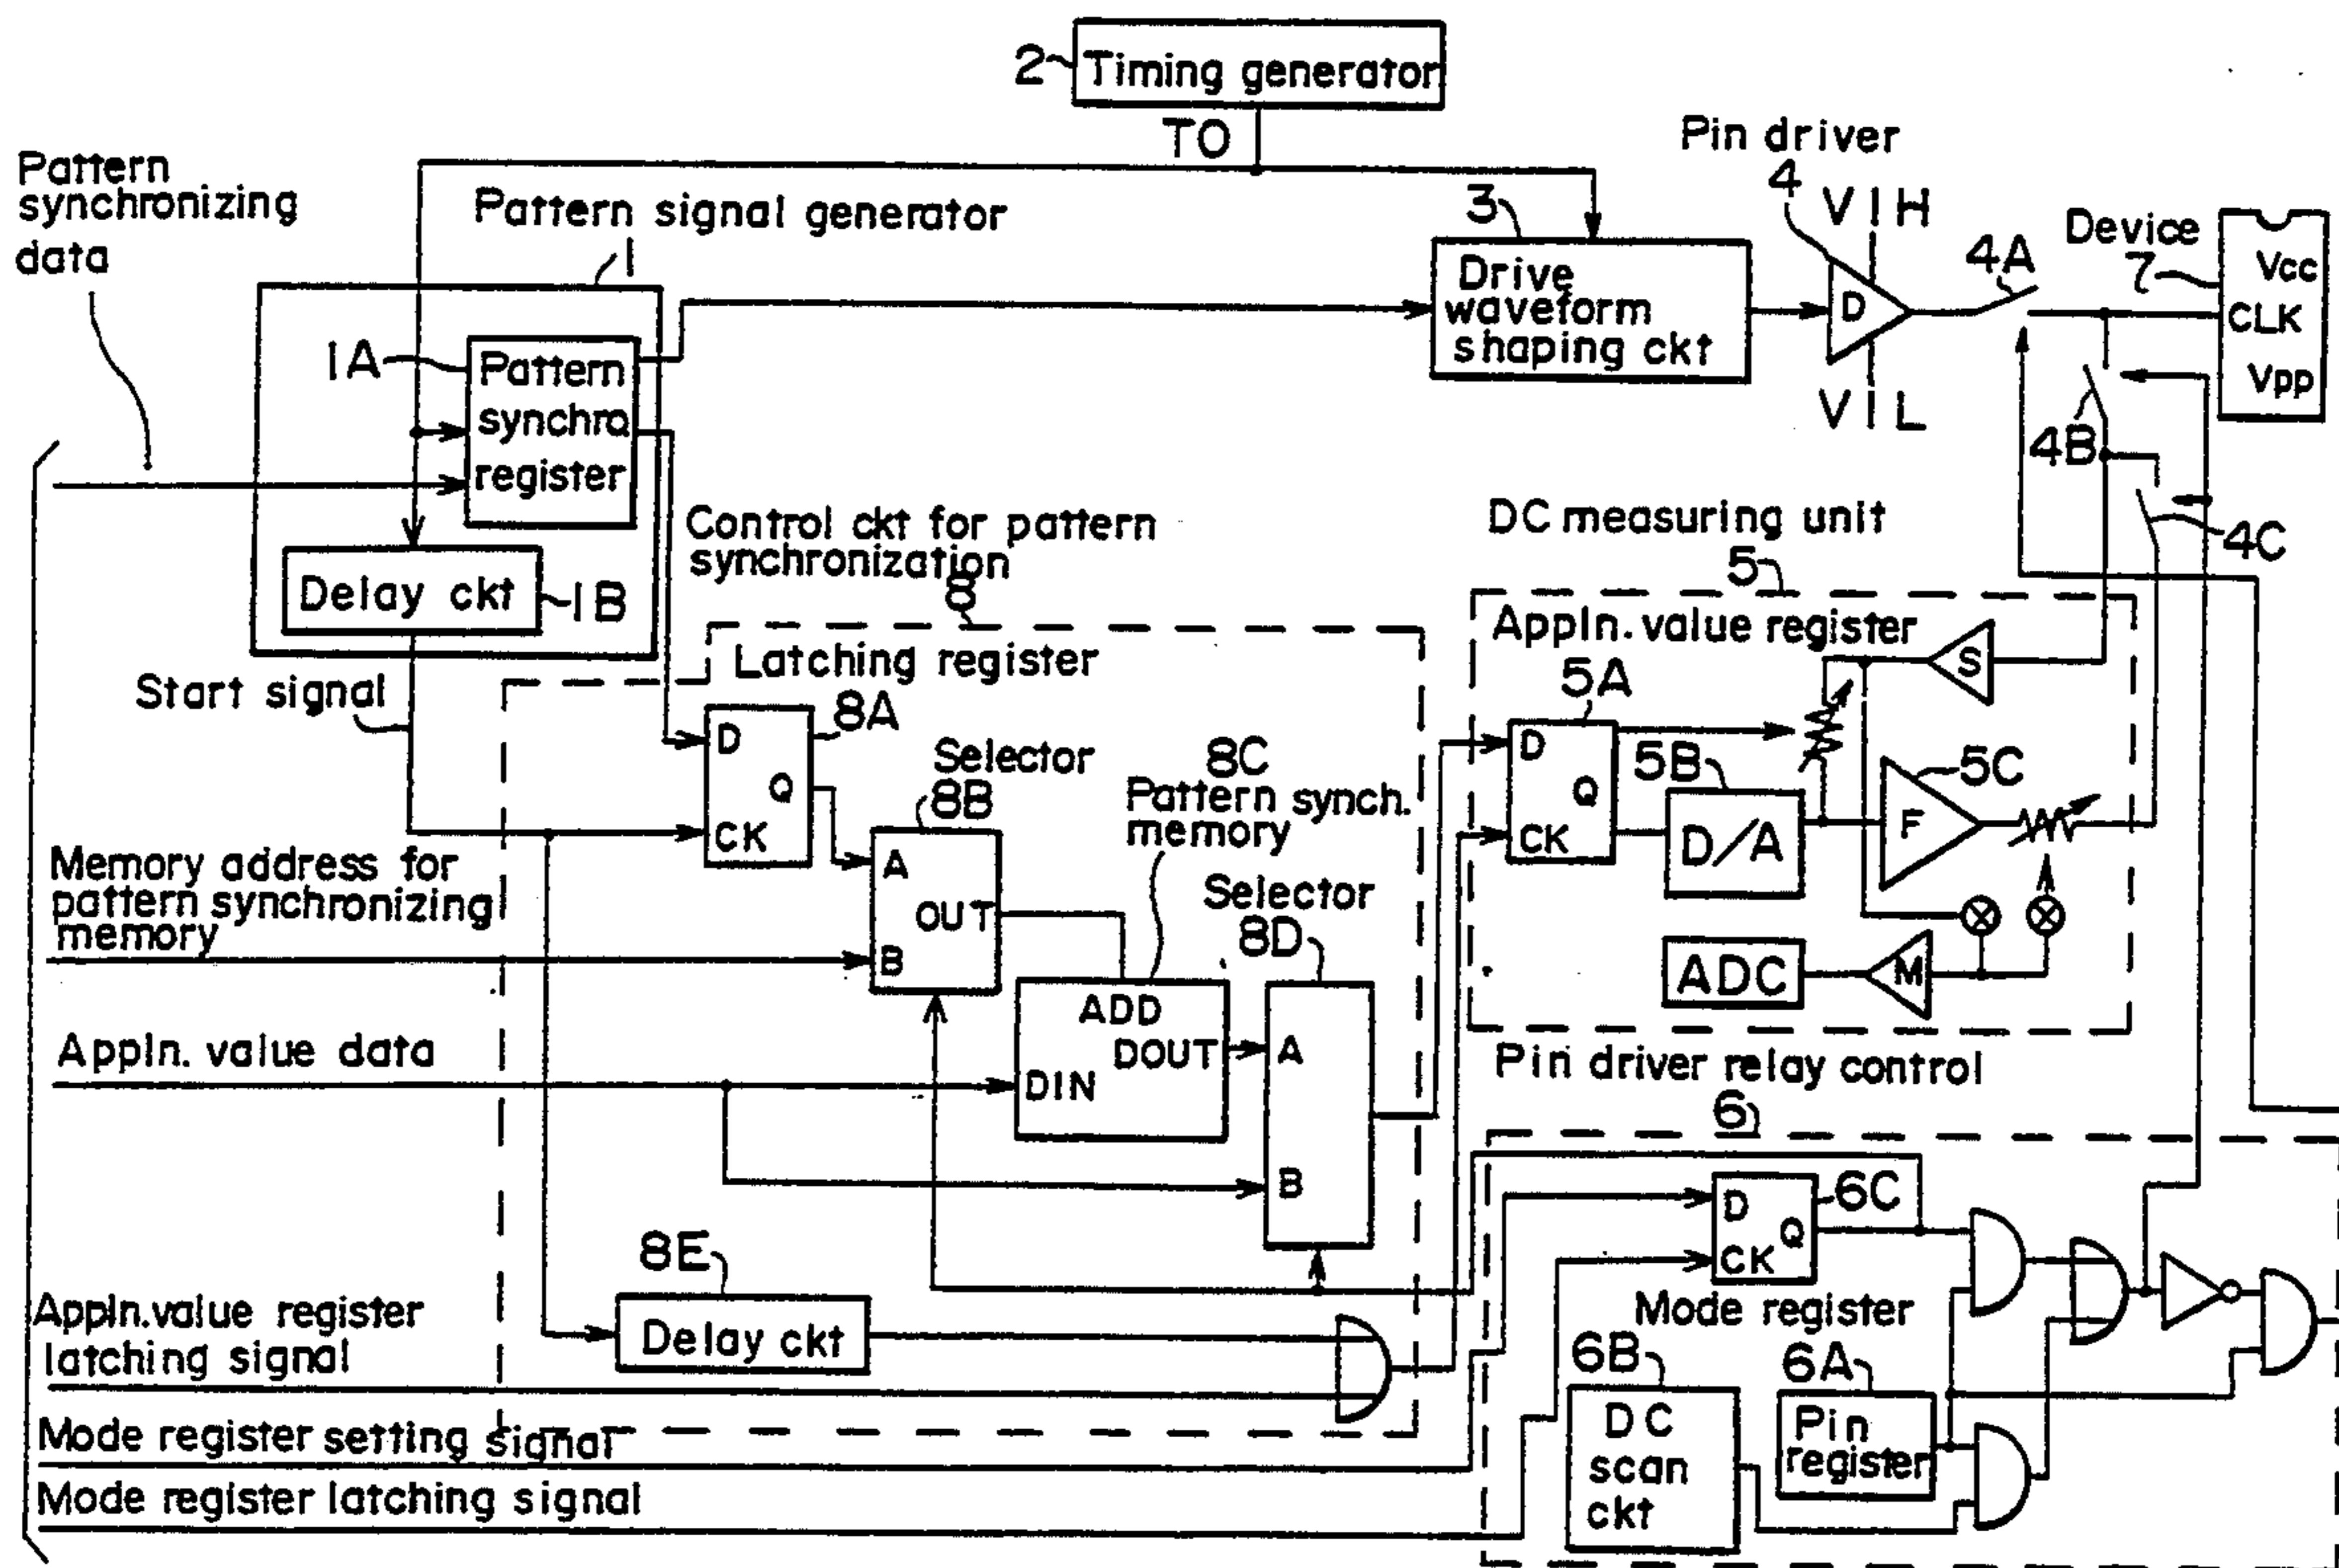 2
Timing generator
TO
Pin driver
4
VIH
Pattern
synchronizing
data
Pattern signal generator
1
3
Drive
waveform
shaping ckt
D
VIL
4A
Device
7
Vcc
CLK
Vpp
1A
Pattern
synchro
register
4B
4C
Delay ckt
1B
Control ckt for pattern
synchronization
8
DC measuring unit
5
Start signal
Latching register
8A
D
Q
CK
Selector
8B
A
OUT
B
8C
Pattern synch.
memory
Selector
8D
Appln. value register
5A
S
D
Q
CK
5B
D/A
5C
F
ADC
M
Memory address for
pattern synchronizing
memory
ADD
DOUT
DIN
A
B
Appln. value data
Pin driver relay control
6
D
Q
CK
6C
Mode register
8E
Delay ckt
Appln.value register
latching signal
6B
DC
scan
ckt
6A
Pin
register
Mode register setting signal
Mode register latching signal